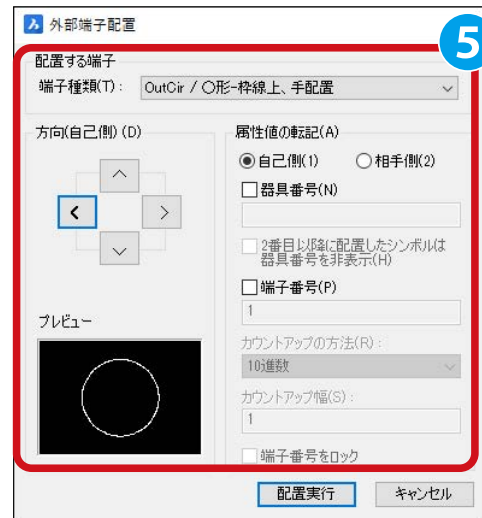 外部端子配置
5
配置する端子
端子種類(T): OutCir / 〇形-枠線上、手配置
方向(自己側)(D)
属性値の転記(A)
自己側(1) 相手側(2)
器具番号(N)
2番目以降に配置したシンボルは
器具番号を非表示(H)
端子番号(P)
1
プレビュー
カウントアップの方法(R):
10進数
カウントアップ幅(S):
1
端子番号をロック
配置実行 キャンセル